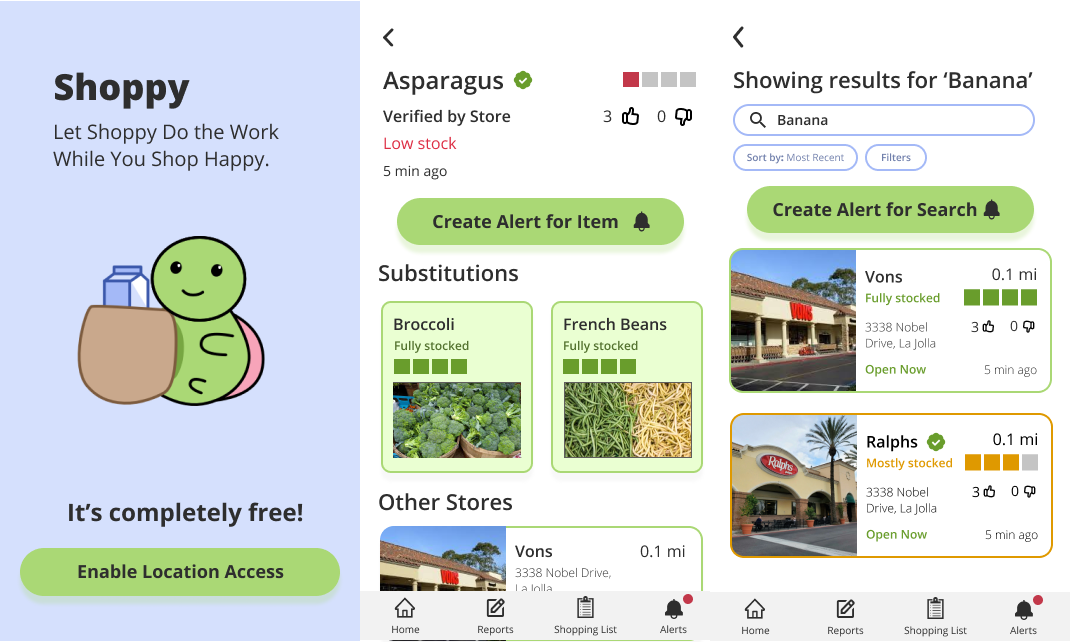 Shoppy
Let Shoppy Do the Work
While You Shop Happy.
It's completely free!
Enable Location Access
Asparagus
Verified by Store
3
0
Low stock
5 min ago
Create Alert for Item
Substitutions
Broccoli
Fully stocked
French Beans
Fully stocked
Other Stores
VONS
Vons
0.1 mi
3338 Nobel Drive,
La Jolla
Home
Reports
Shopping List
Alerts
Showing results for ‘Banana’
Banana
Sort by: Most Recent
Filters
Create Alert for Search
VONS
Vons
0.1 mi
Fully stocked
3338 Nobel
Drive, La Jolla
3
0
Open Now
5 min ago
Ralphs
Ralphs
0.1 mi
Mostly stocked
3338 Nobel
Drive, La Jolla
3
0
Open Now
5 min ago
Home
Reports
Shopping List
Alerts